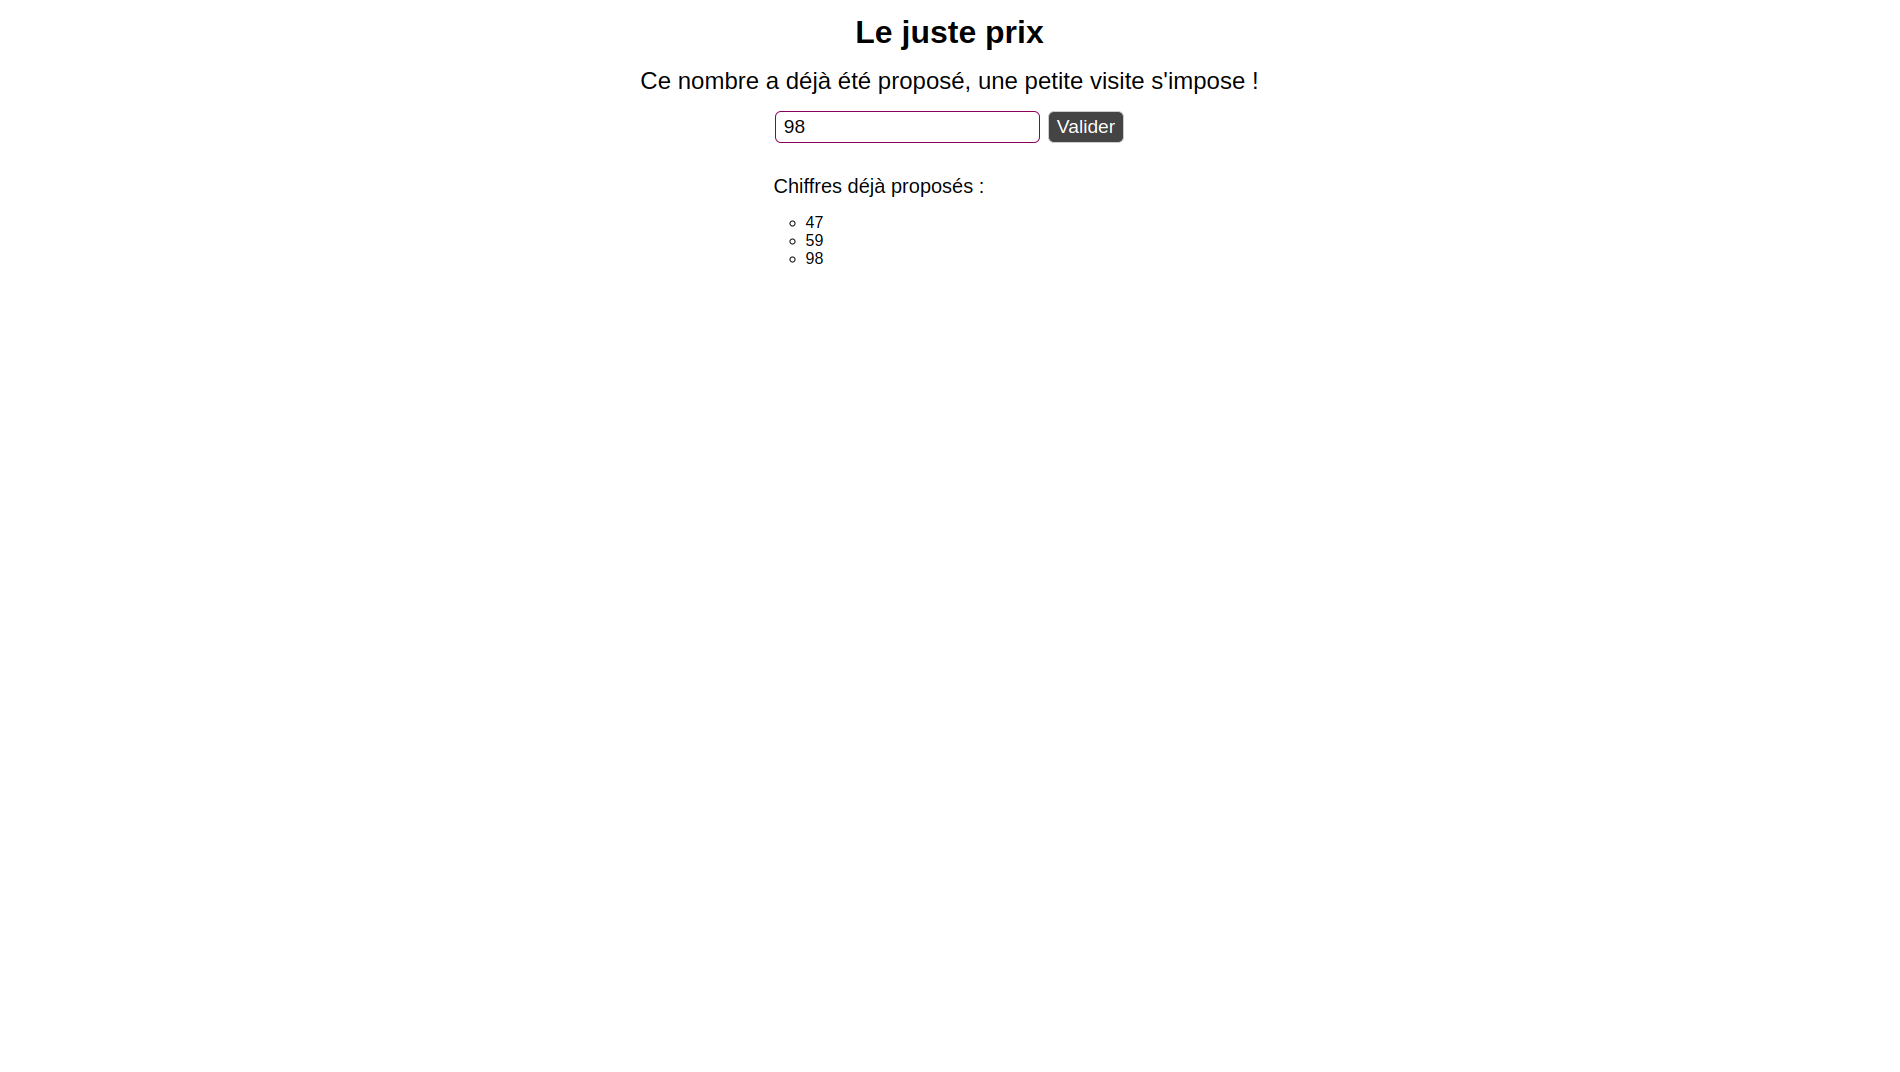 Le juste prix
Ce nombre a déjà été proposé, une petite visite s'impose !
98
Valider
Chiffres déjà proposés :
47
59
98